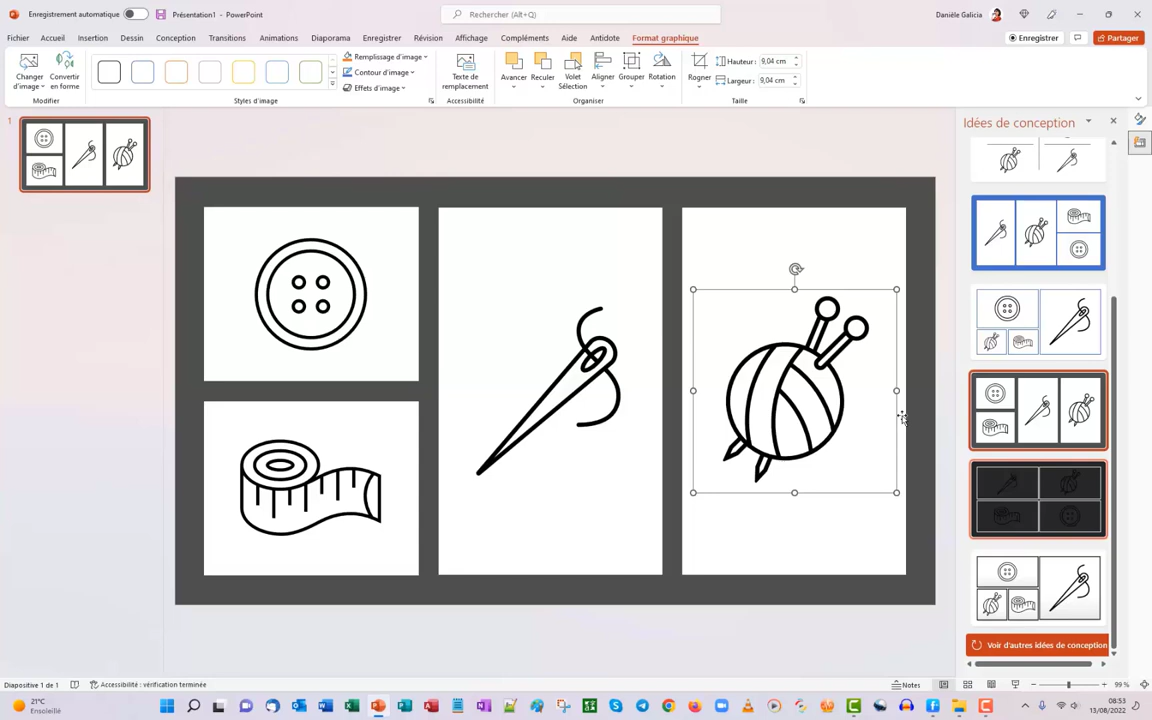 Enregistrement automatique
Présentation1 - PowerPoint
Rechercher (Alt+Q)
Danièle Galicia
Fichier Accueil Insertion Dessin Conception Transitions Animations Diaporama Enregistrer Révision Affichage Compléments Aide Antidote Format graphique
Enregistrer
Partager
Changer d'image
Convertir en forme
Modifier
Styles d'image
Remplissage d'image
Contour d'image
Effets d'image
Texte de remplacement
Accessibilité
Avancer
Reculer
Volet Sélection
Aligner
Grouper
Rotation
Organiser
Rogner
Hauteur: 9,04 cm
Largeur: 9,04 cm
Taille
1
Idées de conception
Voir d'autres idées de conception
Diapositive 1 de 1
Accessibilité : vérification terminée
Notes
99 %
21°C
Ensoleillé
08:53
13/08/2022